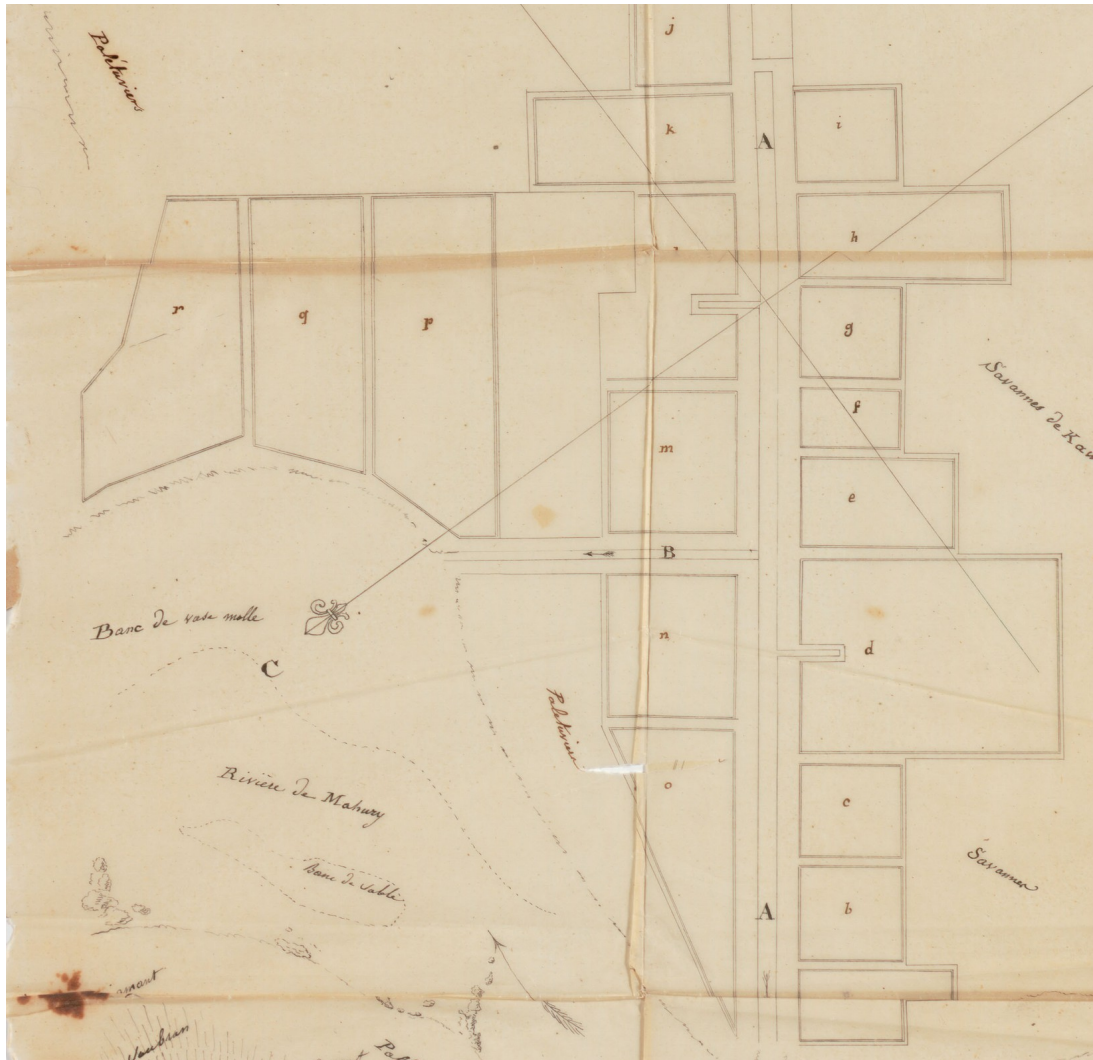 j
Palétuviers
k
A
i
h
r
q
p
g
Savannes de Kaw
f
m
e
B
Banc de vase molle
n
d
C
Palétuviers
Rivière de Mahury
o
c
Banc de Sable
Savannes
b
A